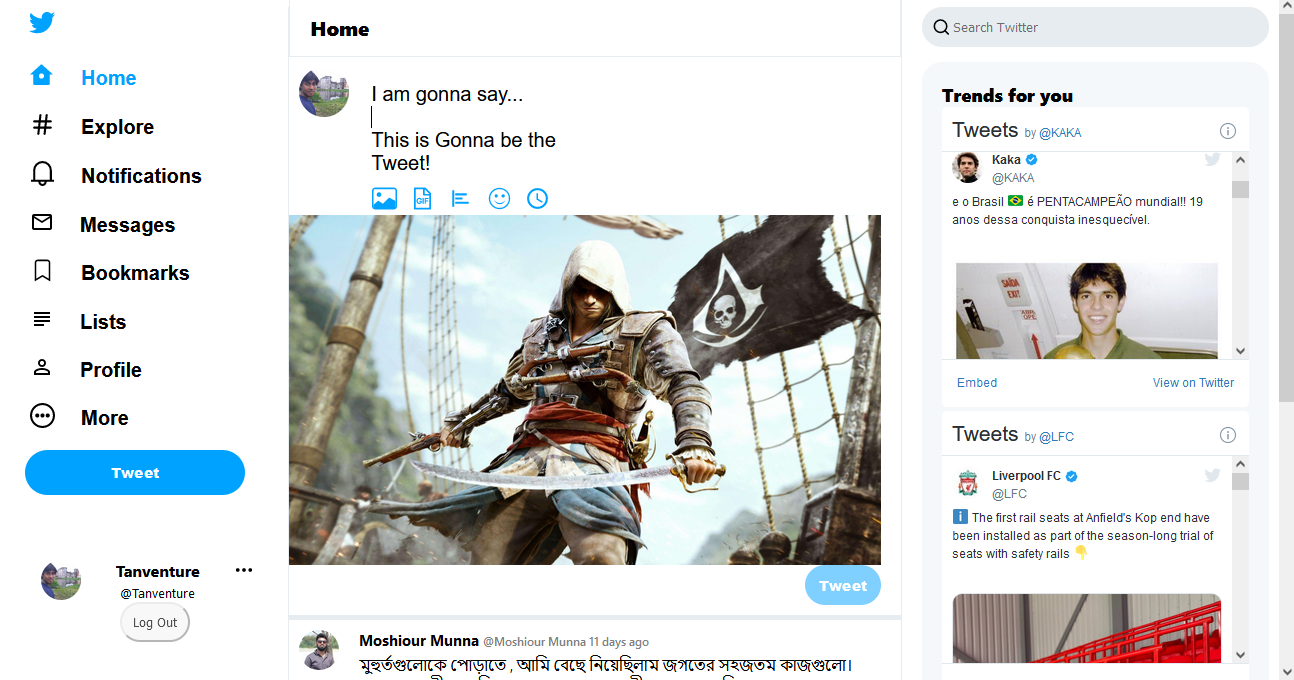 Home
Explore
Notifications
Messages
Bookmarks
Lists
Profile
More
Tweet
Tanventure
@Tanventure
Log Out
Home
I am gonna say...
This is Gonna be the
Tweet!
GIF
Tweet
Moshiour Munna @Moshiour Munna 11 days ago
মুহুর্তগুলোকে পোড়াতে , আমি বেছে নিয়েছিলাম জগতের সহজতম কাজগুলো।
Search Twitter
Trends for you
Tweets by @KAKA
Kaka
@KAKA
e o Brasil 🇧🇷 é PENTACAMPEÃO mundial!! 19
anos dessa conquista inesquecível.
SAÍDA
EXIT
Embed
View on Twitter
Tweets by @LFC
Liverpool FC
@LFC
ℹ️ The first rail seats at Anfield's Kop end have
been installed as part of the season-long trial of
seats with safety rails 👇